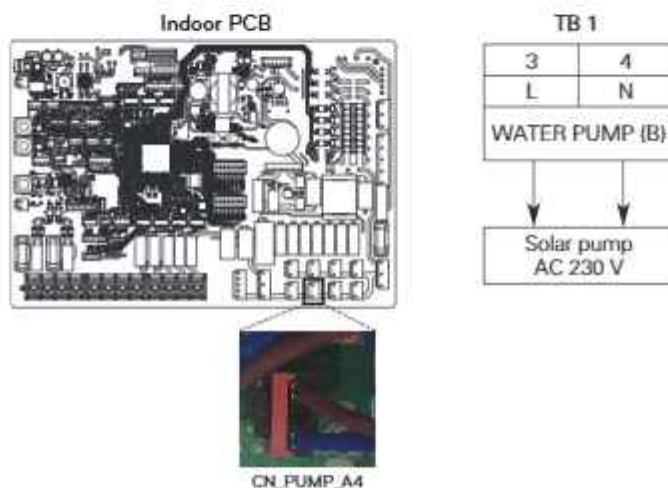 Indoor PCB
TB 1
3 4
L N
WATER PUMP (B)
Solar pump
AC 230 V
CN_PUMP_A4